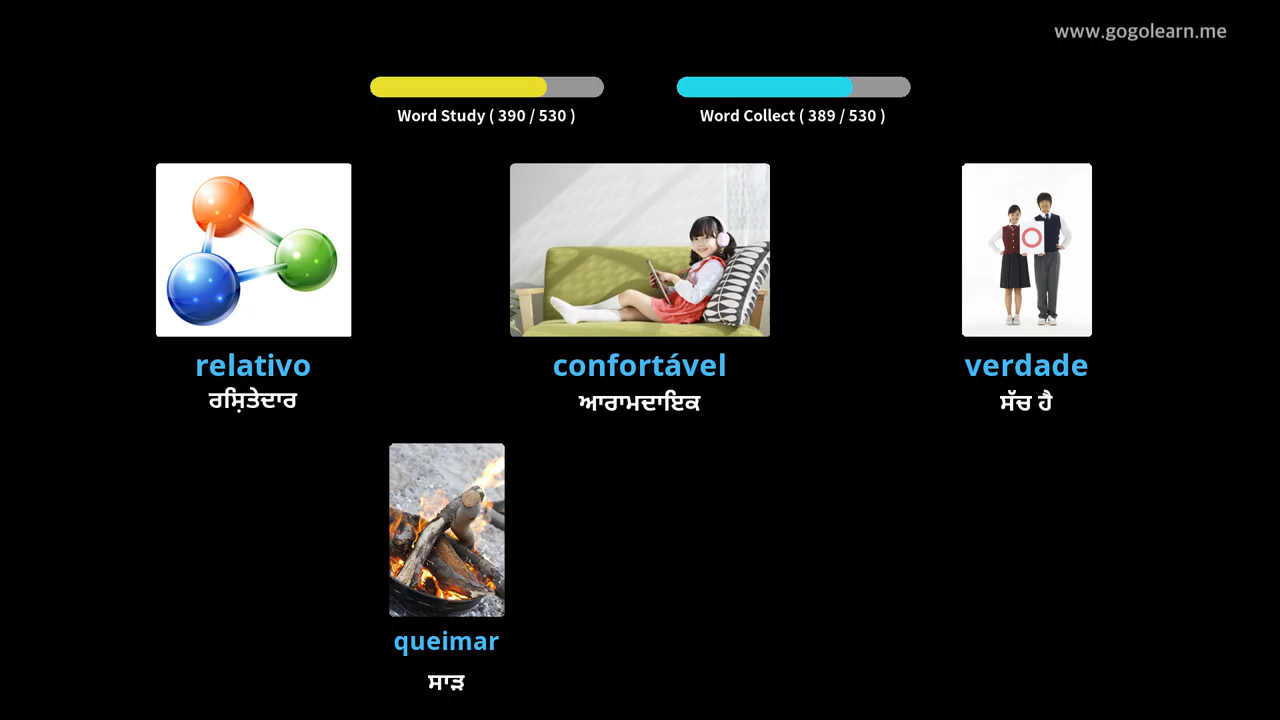 www.gogolearn.me
Word Study ( 390 / 530 )
Word Collect ( 389 / 530 )
relativo
ਰਸ਼ਿਤੇਦਾਰ
confortável
ਆਰਾਮਦਾਇਕ
verdade
ਸੱਚ ਹੈ
queimar
ਸਾੜ